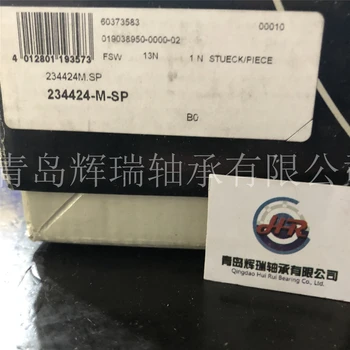 60373583
019038950-0000-02
00010
4 012801 193573
FSW 13N 1 N STUECK/PIECE
234424M.SP
234424-M-SP
B0
青岛辉瑞轴承有限公司
HR
青岛辉瑞轴承有限公司
Qingdao Hui Rui Bearing Co., Ltd.